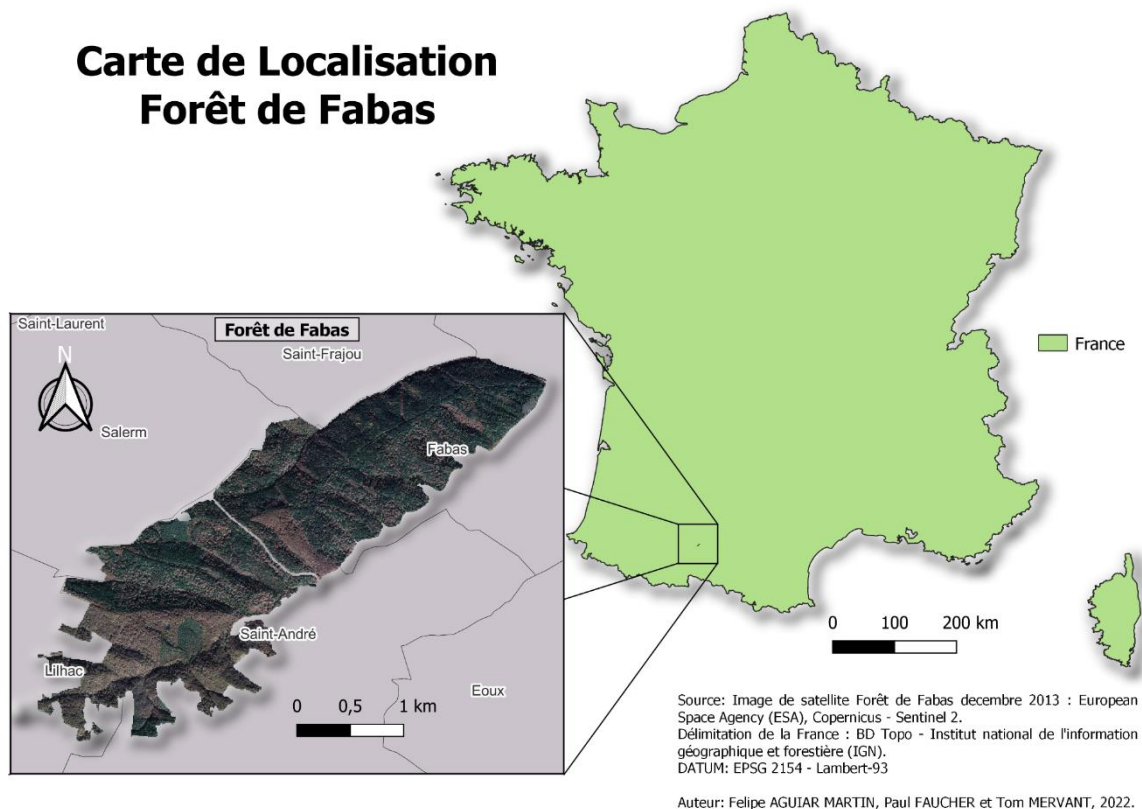 Carte de Localisation
Forêt de Fabas
Saint-Laurent
Forêt de Fabas
Saint-Frajou
N
Salerm
Fabas
Saint-André
Lilhac
Eoux
0 0,5 1 km
France
0 100 200 km
Source: Image de satellite Forêt de Fabas decembre 2013 : European
Space Agency (ESA), Copernicus - Sentinel 2.
Délimitation de la France : BD Topo - Institut national de l'information
géographique et forestière (IGN).
DATUM: EPSG 2154 - Lambert-93
Auteur: Felipe AGUIAR MARTIN, Paul FAUCHER et Tom MERVANT, 2022.